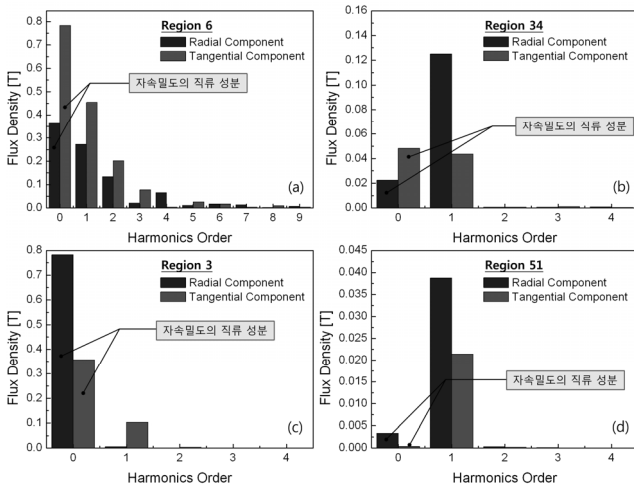 Region 6
Radial Component
Tangential Component
자속밀도의 직류 성분
Flux Density [T]
0.8
0.7
0.6
0.5
0.4
0.3
0.2
0.1
0.0
0 1 2 3 4 5 6 7 8 9
Harmonics Order
(a)
Region 34
Radial Component
Tangential Component
자속밀도의 직류 성분
Flux Density [T]
0.14
0.12
0.10
0.08
0.06
0.04
0.02
0.00
0 1 2 3 4
Harmonics Order
(b)
Region 3
Radial Component
Tangential Component
자속밀도의 직류 성분
Flux Density [T]
0.8
0.7
0.6
0.5
0.4
0.3
0.2
0.1
0.0
0 1 2 3 4
Harmonics Order
(c)
Region 51
Radial Component
Tangential Component
자속밀도의 직류 성분
Flux Density [T]
0.045
0.040
0.035
0.030
0.025
0.020
0.015
0.010
0.005
0.000
0 1 2 3 4
Harmonics Order
(d)